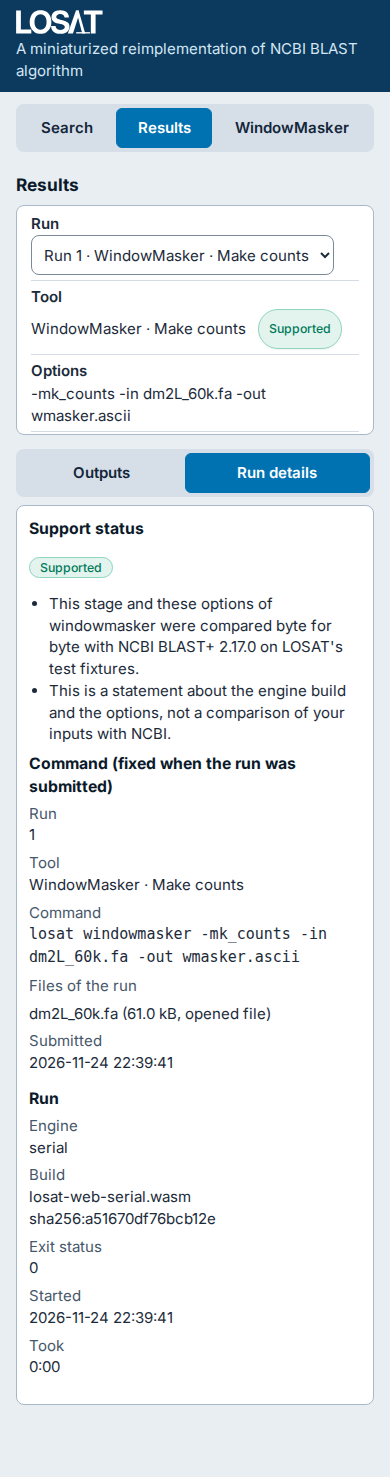 LOSAT
A miniaturized reimplementation of NCBI BLAST
algorithm
Search
Results
WindowMasker
Results
Run
Run 1 · WindowMasker · Make counts
Tool
WindowMasker · Make counts
Supported
Options
-mk_counts -in dm2L_60k.fa -out
wmasker.ascii
Outputs
Run details
Support status
Supported
• This stage and these options of
windowmasker were compared byte for
byte with NCBI BLAST+ 2.17.0 on LOSAT's
test fixtures.
• This is a statement about the engine build
and the options, not a comparison of your
inputs with NCBI.
Command (fixed when the run was
submitted)
Run
1
Tool
WindowMasker · Make counts
Command
losat windowmasker -mk_counts -in
dm2L_60k.fa -out wmasker.ascii
Files of the run
dm2L_60k.fa (61.0 kB, opened file)
Submitted
2026-11-24 22:39:41
Run
Engine
serial
Build
losat-web-serial.wasm
sha256:a51670df76bcb12e
Exit status
0
Started
2026-11-24 22:39:41
Took
0:00